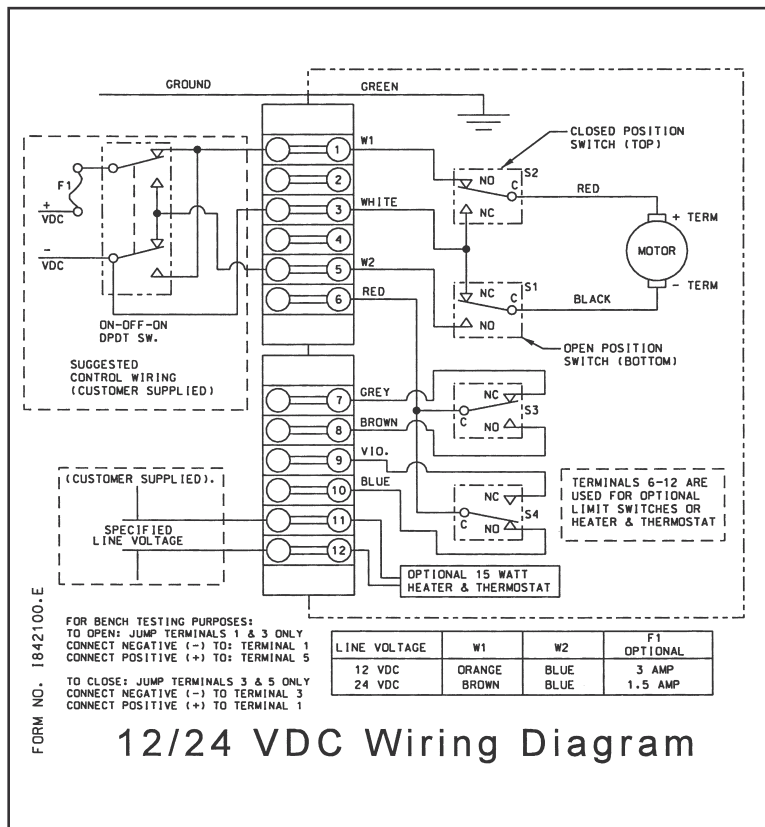 GROUND
GREEN
W1
CLOSED POSITION
SWITCH (TOP)
1
2
3
4
5
6
F1
+
VDC
-
VDC
WHITE
W2
RED
NO
S2
C
NC
RED
+ TERM
MOTOR
- TERM
BLACK
NC
S1
C
NO
ON-OFF-ON
DPDT SW.
SUGGESTED
CONTROL WIRING
(CUSTOMER SUPPLIED)
OPEN POSITION
SWITCH (BOTTOM)
7
8
9
10
11
12
GREY
BROWN
VIO.
BLUE
NC
C
S3
NO
NC
C
S4
NO
(CUSTOMER SUPPLIED).
SPECIFIED
LINE VOLTAGE
TERMINALS 6-12 ARE
USED FOR OPTIONAL
LIMIT SWITCHES OR
HEATER & THERMOSTAT
OPTIONAL 15 WATT
HEATER & THERMOSTAT
FORM NO. I842100.E
FOR BENCH TESTING PURPOSES:
TO OPEN: JUMP TERMINALS 1 & 3 ONLY
CONNECT NEGATIVE (-) TO: TERMINAL 1
CONNECT POSITIVE (+) TO: TERMINAL 5
TO CLOSE: JUMP TERMINALS 3 & 5 ONLY
CONNECT NEGATIVE (-) TO TERMINAL 3
CONNECT POSITIVE (+) TO TERMINAL 1
LINE VOLTAGE W1 W2 F1 OPTIONAL
12 VDC ORANGE BLUE 3 AMP
24 VDC BROWN BLUE 1.5 AMP
12/24 VDC Wiring Diagram